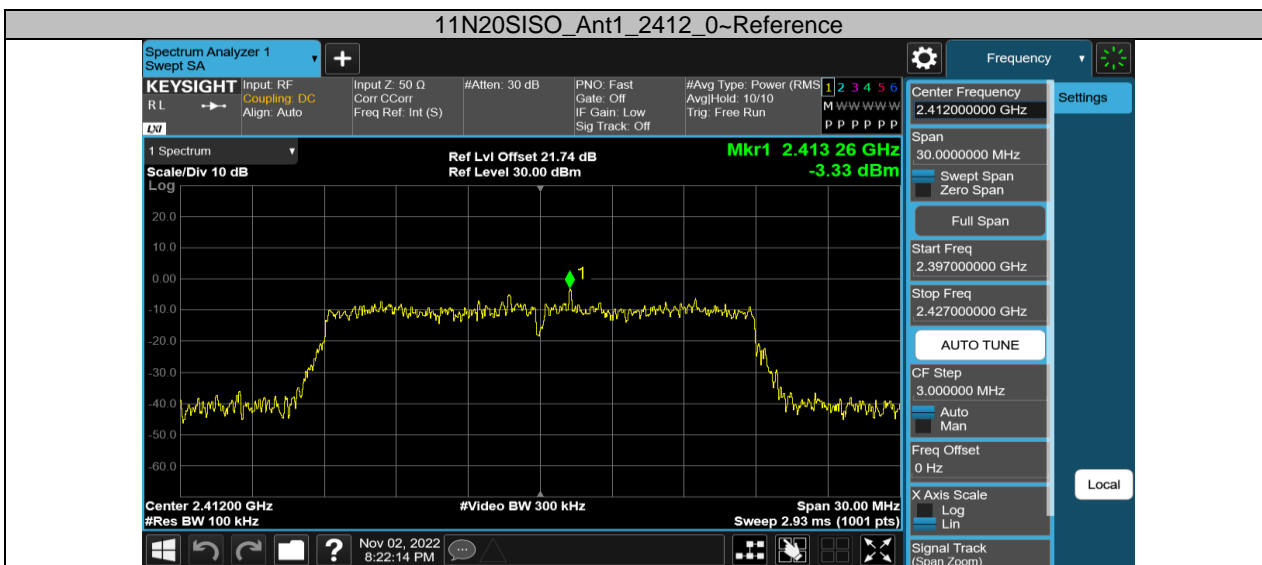 11N20SISO_Ant1_2412_0~Reference
Spectrum Analyzer 1
Swept SA
+
Frequency
KEYSIGHT
RL
LXI
Input: RF
Coupling: DC
Align: Auto
Input Z: 50 Ω
Corr CCorr
Freq Ref: Int (S)
#Atten: 30 dB
PNO: Fast
Gate: Off
IF Gain: Low
Sig Track: Off
#Avg Type: Power (RMS
Avg|Hold: 10/10
Trig: Free Run
1 2 3 4 5 6
M W W W W W
P P P P P P
1 Spectrum
Scale/Div 10 dB
Ref Lvl Offset 21.74 dB
Ref Level 30.00 dBm
Mkr1 2.413 26 GHz
-3.33 dBm
Log
20.0
10.0
0.00
-10.0
-20.0
-30.0
-40.0
-50.0
-60.0
1
Center 2.41200 GHz
#Res BW 100 kHz
#Video BW 300 kHz
Span 30.00 MHz
Sweep 2.93 ms (1001 pts)
Center Frequency
2.412000000 GHz
Settings
Span
30.0000000 MHz
Swept Span
Zero Span
Full Span
Start Freq
2.397000000 GHz
Stop Freq
2.427000000 GHz
AUTO TUNE
CF Step
3.000000 MHz
Auto
Man
Freq Offset
0 Hz
X Axis Scale
Log
Lin
Local
Signal Track
(Span Zoom)
?
Nov 02, 2022
8:22:14 PM